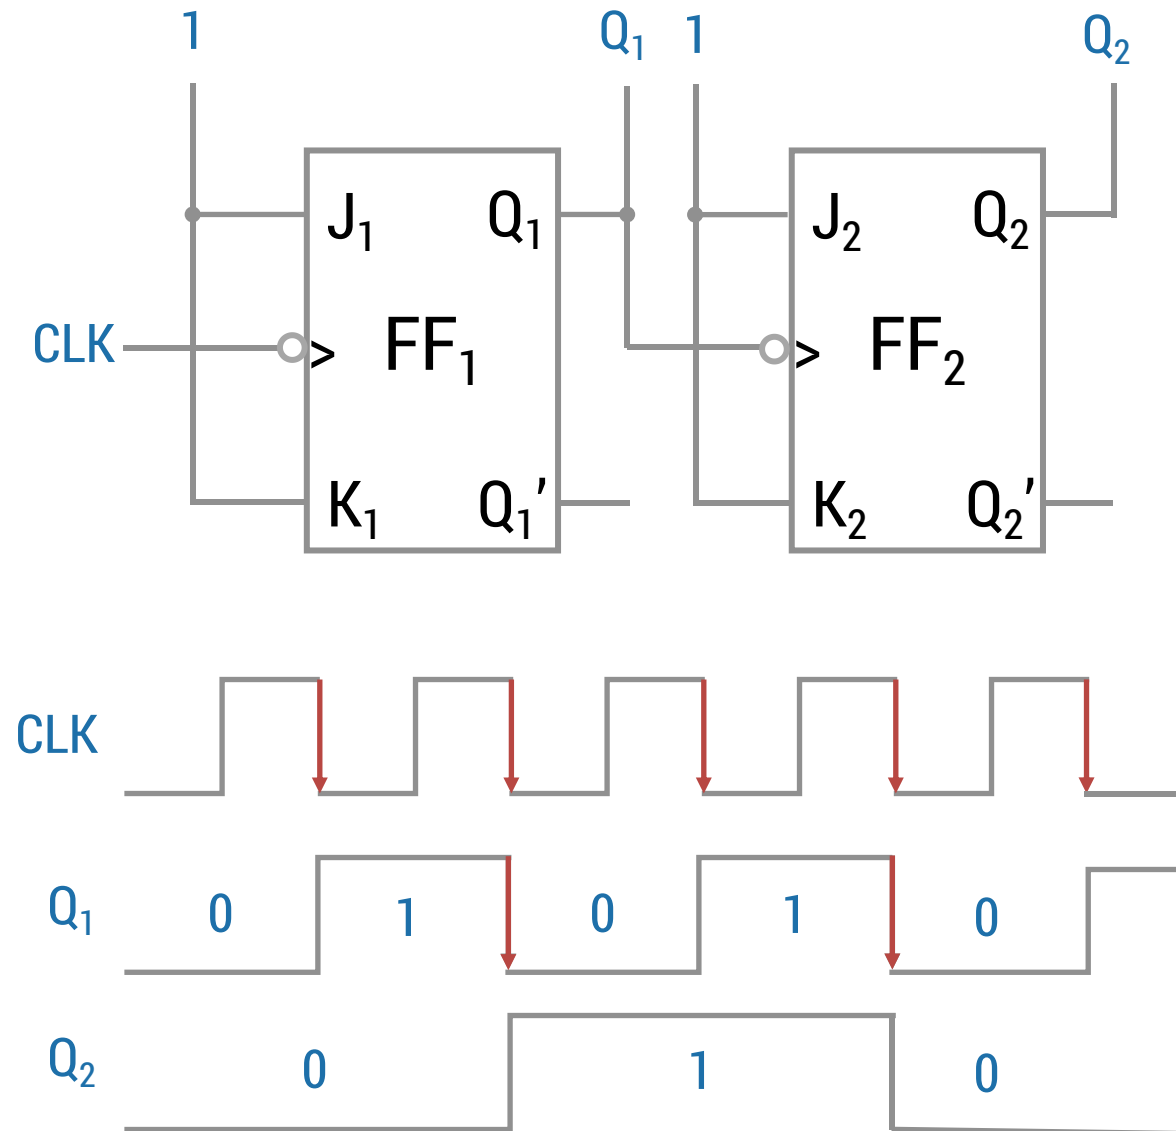 1 Q₁ 1 Q₂
J₁ Q₁ J₂ Q₂
CLK > FF₁ > FF₂
K₁ Q₁’ K₂ Q₂’
CLK
Q₁ 0 1 0 1 0
Q₂ 0 1 0